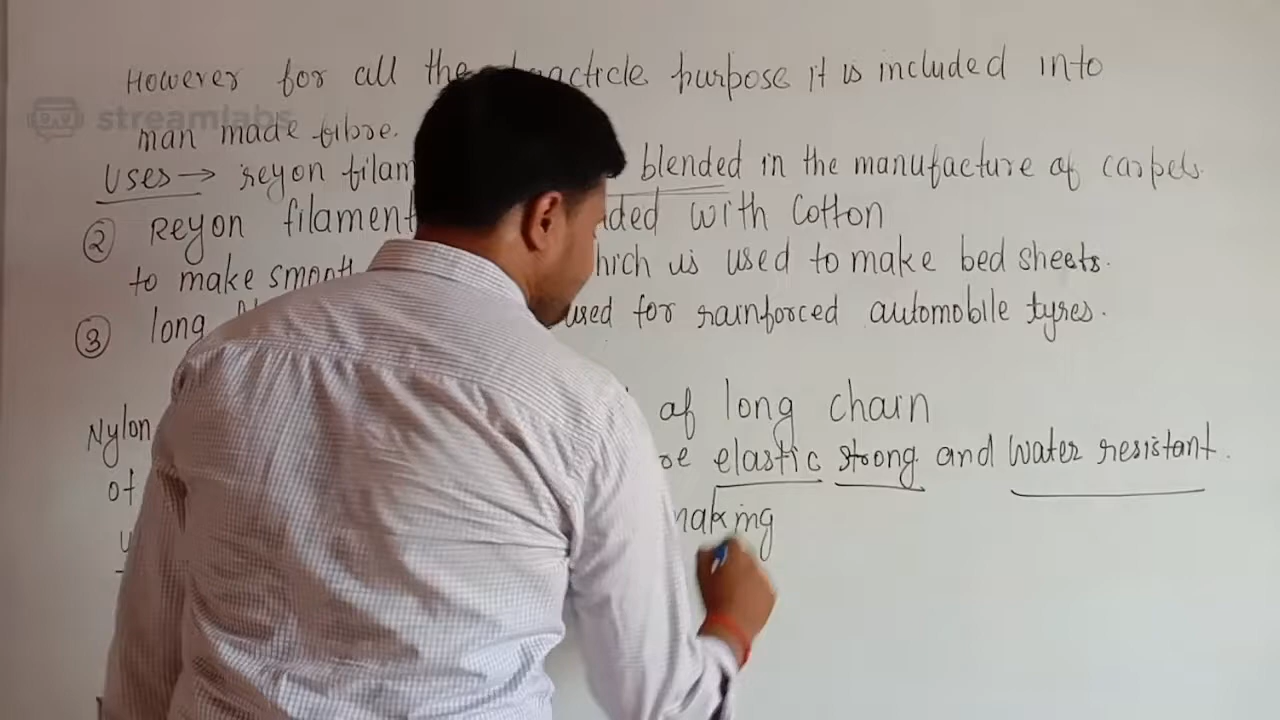 However for all the practicle purpose it is included into
streamlabs
man made fibre.
Uses → reyon filam blended in the manufacture of carpets.
② Reyon filament ded with Cotton
to make smooth hich is used to make bed sheets.
③ long used for rainforced automobile tyres.
Nylon of long chain
of elastic strong and water resistant.
making